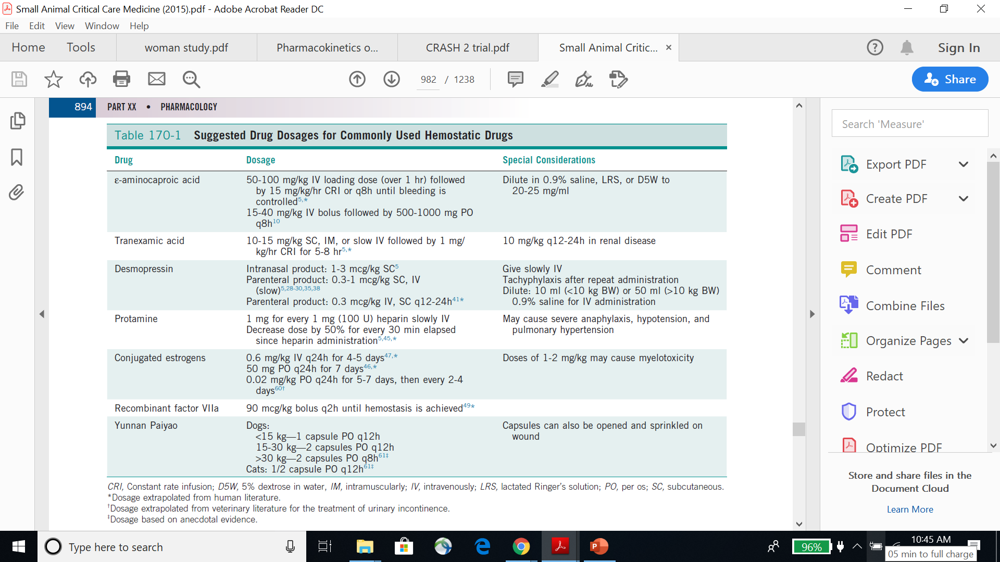 Small Animal Critical Care Medicine (2015).pdf - Adobe Acrobat Reader DC
File Edit View Window Help
Home Tools woman study.pdf Pharmacokinetics o... CRASH 2 trial.pdf Small Animal Critic... × Sign In
982 / 1238 Share
894 PART XX • PHARMACOLOGY
Table 170-1 Suggested Drug Dosages for Commonly Used Hemostatic Drugs
Drug Dosage Special Considerations
ε-aminocaproic acid 50-100 mg/kg IV loading dose (over 1 hr) followed Dilute in 0.9% saline, LRS, or D5W to
by 15 mg/kg/hr CRI or q8h until bleeding is 20-25 mg/ml
controlled5,*
15-40 mg/kg IV bolus followed by 500-1000 mg PO
q8h10
Tranexamic acid 10-15 mg/kg SC, IM, or slow IV followed by 1 mg/ 10 mg/kg q12-24h in renal disease
kg/hr CRI for 5-8 hr5,*
Desmopressin Intranasal product: 1-3 mcg/kg SC5 Give slowly IV
Parenteral product: 0.3-1 mcg/kg SC, IV Tachyphylaxis after repeat administration
(slow)5,28-30,35,38 Dilute: 10 ml (<10 kg BW) or 50 ml (>10 kg BW)
Parenteral product: 0.3 mcg/kg IV, SC q12-24h41* 0.9% saline for IV administration
Protamine 1 mg for every 1 mg (100 U) heparin slowly IV May cause severe anaphylaxis, hypotension, and
Decrease dose by 50% for every 30 min elapsed pulmonary hypertension
since heparin administration5,45,*
Conjugated estrogens 0.6 mg/kg IV q24h for 4-5 days47,* Doses of 1-2 mg/kg may cause myelotoxicity
50 mg PO q24h for 7 days46,*
0.02 mg/kg PO q24h for 5-7 days, then every 2-4
days60†
Recombinant factor VIIa 90 mcg/kg bolus q2h until hemostasis is achieved49*
Yunnan Paiyao Dogs: Capsules can also be opened and sprinkled on
<15 kg—1 capsule PO q12h wound
15-30 kg—2 capsules PO q12h
>30 kg—2 capsules PO q8h61‡
Cats: 1/2 capsule PO q12h61‡
CRI, Constant rate infusion; D5W, 5% dextrose in water, IM, intramuscularly; IV, intravenously; LRS, lactated Ringer's solution; PO, per os; SC, subcutaneous.
*Dosage extrapolated from human literature.
†Dosage extrapolated from veterinary literature for the treatment of urinary incontinence.
‡Dosage based on anecdotal evidence.
Search 'Measure'
Export PDF
Create PDF
Edit PDF
Comment
Combine Files
Organize Pages
Redact
Protect
Optimize PDF
Store and share files in the
Document Cloud
Learn More
Type here to search
96%
10:45 AM
05 min to full charge